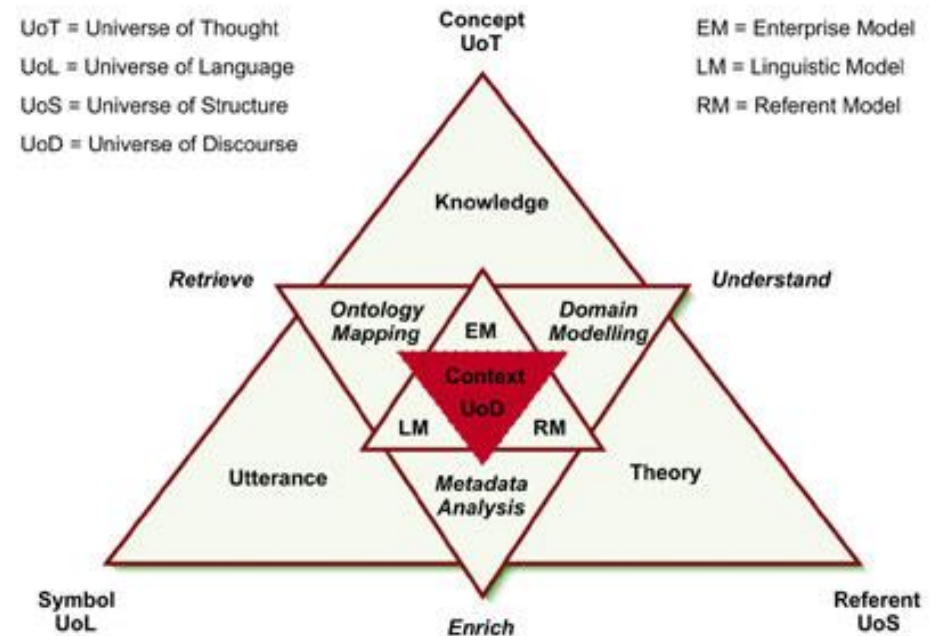 UoT = Universe of Thought
UoL = Universe of Language
UoS = Universe of Structure
UoD = Universe of Discourse
Concept
UoT
EM = Enterprise Model
LM = Linguistic Model
RM = Referent Model
Knowledge
Retrieve
Understand
Ontology
Mapping
EM
Domain
Modelling
Context
UoD
LM
RM
Utterance
Metadata
Analysis
Theory
Symbol
UoL
Enrich
Referent
UoS